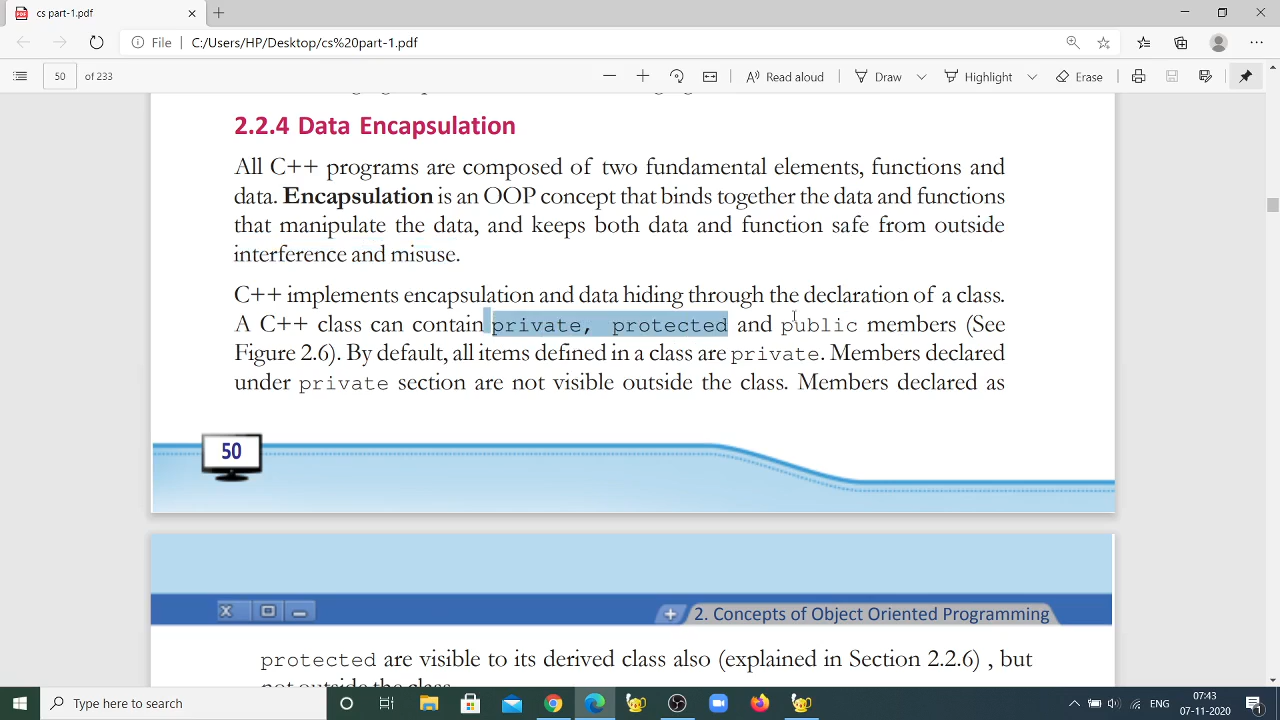 cs part-1.pdf
File C:/Users/HP/Desktop/cs%20part-1.pdf
50 of 233 Read aloud Draw Highlight Erase
2.2.4 Data Encapsulation
All C++ programs are composed of two fundamental elements, functions and
data. Encapsulation is an OOP concept that binds together the data and functions
that manipulate the data, and keeps both data and function safe from outside
interference and misuse.
C++ implements encapsulation and data hiding through the declaration of a class.
A C++ class can contain private, protected and public members (See
Figure 2.6). By default, all items defined in a class are private. Members declared
under private section are not visible outside the class. Members declared as
50
2. Concepts of Object Oriented Programming
protected are visible to its derived class also (explained in Section 2.2.6) , but
not outside the class
Type here to search
ENG
07:43
07-11-2020